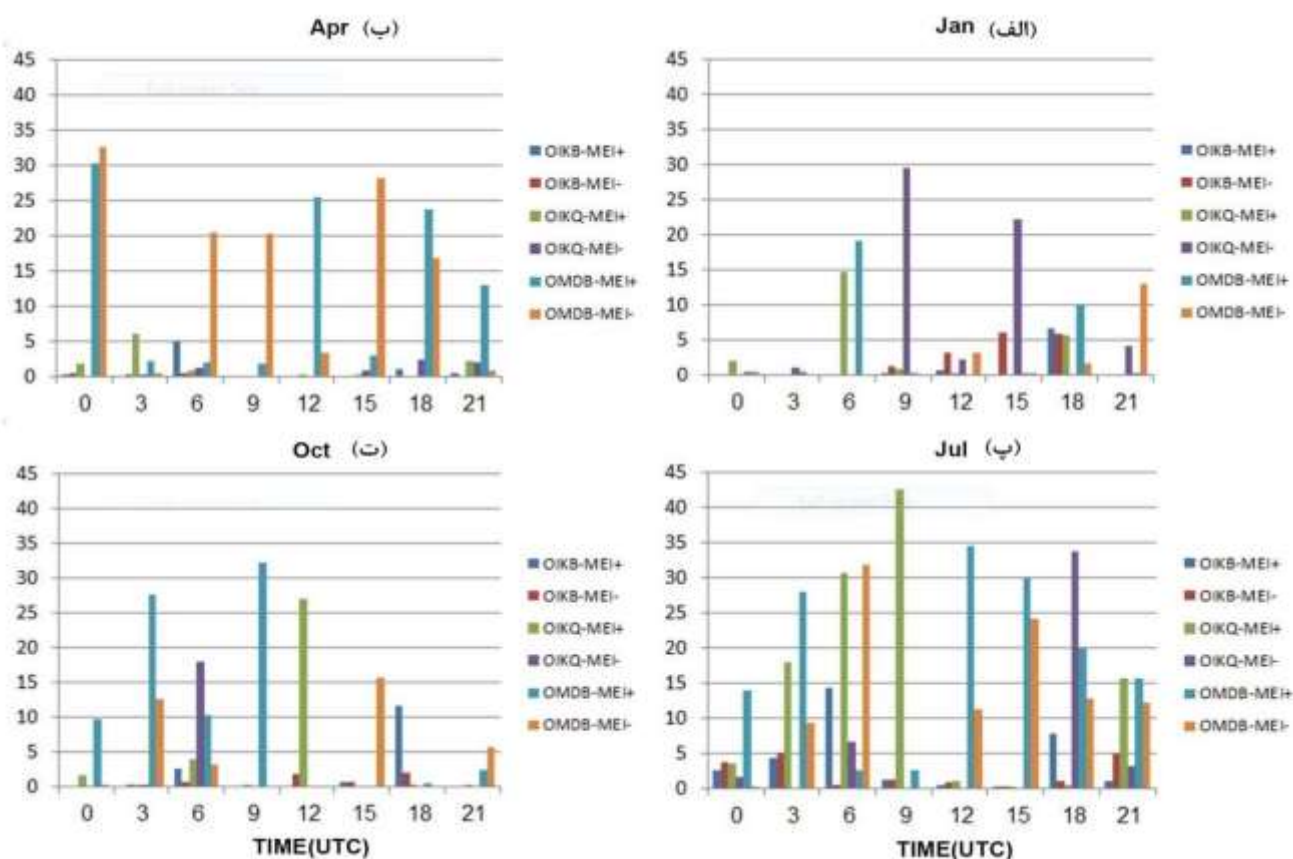 Apr (ب)
45
40
35
30
25
20
15
10
5
0
0 3 6 9 12 15 18 21
OIKB-MEI+
OIKB-MEI-
OIKQ-MEI+
OIKQ-MEI-
OMDB-MEI+
OMDB-MEI-
Jan (الف)
45
40
35
30
25
20
15
10
5
0
0 3 6 9 12 15 18 21
OIKB-MEI+
OIKB-MEI-
OIKQ-MEI+
OIKQ-MEI-
OMDB-MEI+
OMDB-MEI-
Oct (ت)
45
40
35
30
25
20
15
10
5
0
0 3 6 9 12 15 18 21
TIME(UTC)
OIKB-MEI+
OIKB-MEI-
OIKQ-MEI+
OIKQ-MEI-
OMDB-MEI+
OMDB-MEI-
Jul (پ)
45
40
35
30
25
20
15
10
5
0
0 3 6 9 12 15 18 21
TIME(UTC)
OIKB-MEI+
OIKB-MEI-
OIKQ-MEI+
OIKQ-MEI-
OMDB-MEI+
OMDB-MEI-